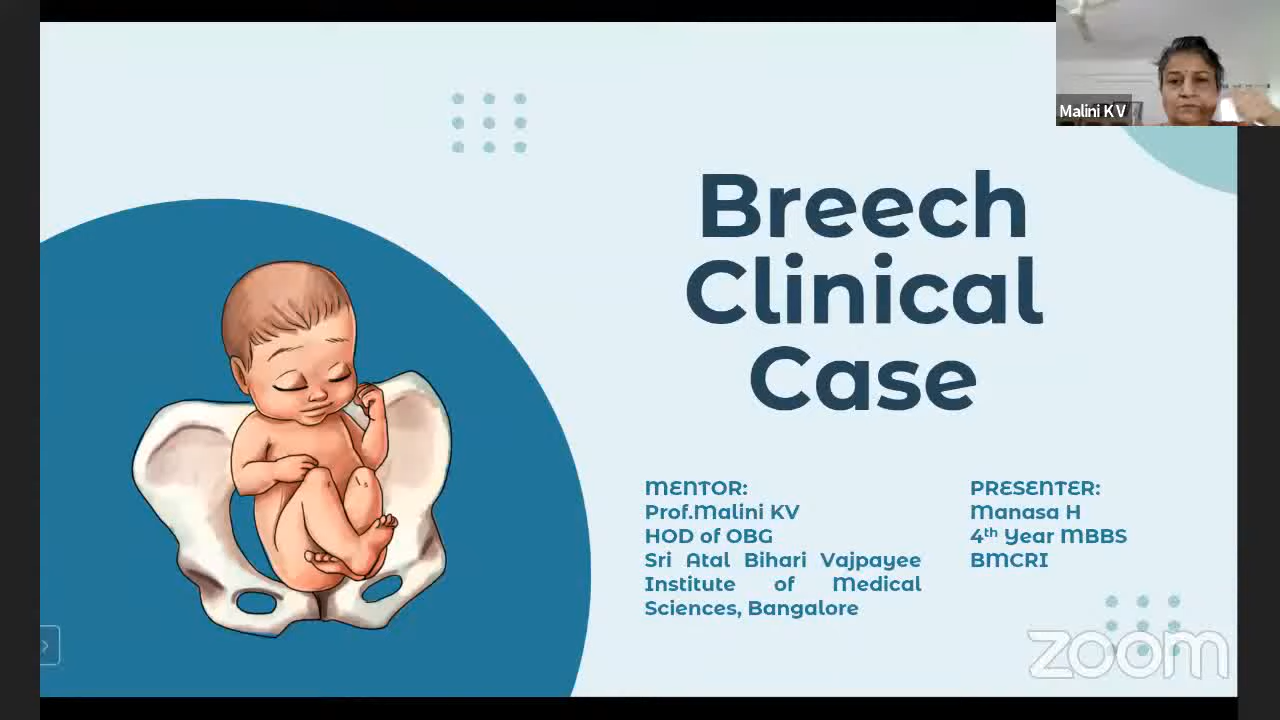 Malini K V
Breech
Clinical
Case
MENTOR:
Prof.Malini KV
HOD of OBG
Sri Atal Bihari Vajpayee
Institute of Medical
Sciences, Bangalore
PRESENTER:
Manasa H
4th Year MBBS
BMCRI
zoom